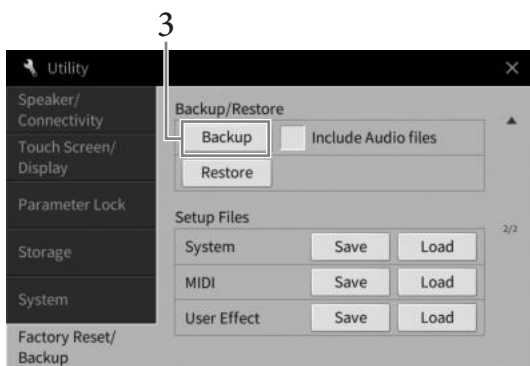 3
Utility
Speaker/
Connectivity
Touch Screen/
Display
Parameter Lock
Storage
System
Factory Reset/
Backup
Backup/Restore
Backup Include Audio files
Restore
Setup Files
System Save Load
MIDI Save Load
User Effect Save Load
2/2